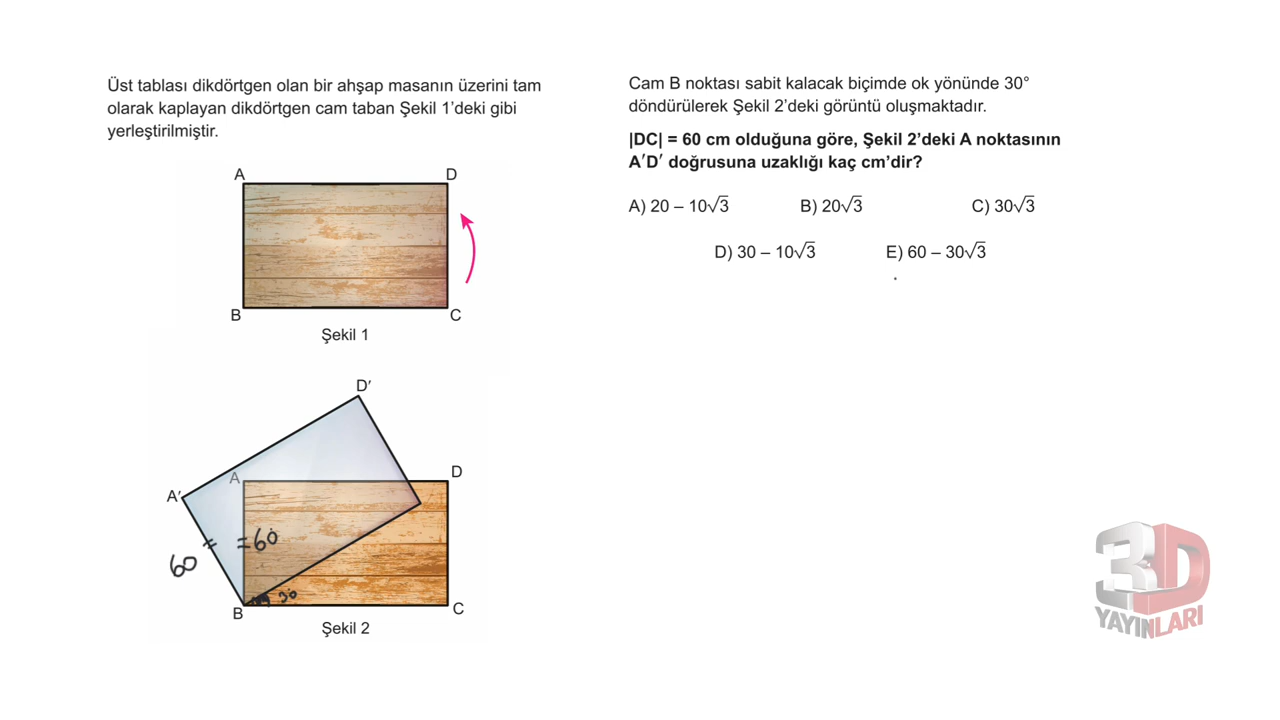 Üst tablası dikdörtgen olan bir ahşap masanın üzerini tam
olarak kaplayan dikdörtgen cam taban Şekil 1'deki gibi
yerleştirilmiştir.
A
D
B
C
Şekil 1
D'
A
D
A'
60
=
=60
30
B
C
Şekil 2
Cam B noktası sabit kalacak biçimde ok yönünde 30°
döndürülerek Şekil 2'deki görüntü oluşmaktadır.
|DC| = 60 cm olduğuna göre, Şekil 2'deki A noktasının
A'D' doğrusuna uzaklığı kaç cm'dir?
A) 20 – 10√3 B) 20√3 C) 30√3
D) 30 – 10√3 E) 60 – 30√3
3D
YAYINLARI